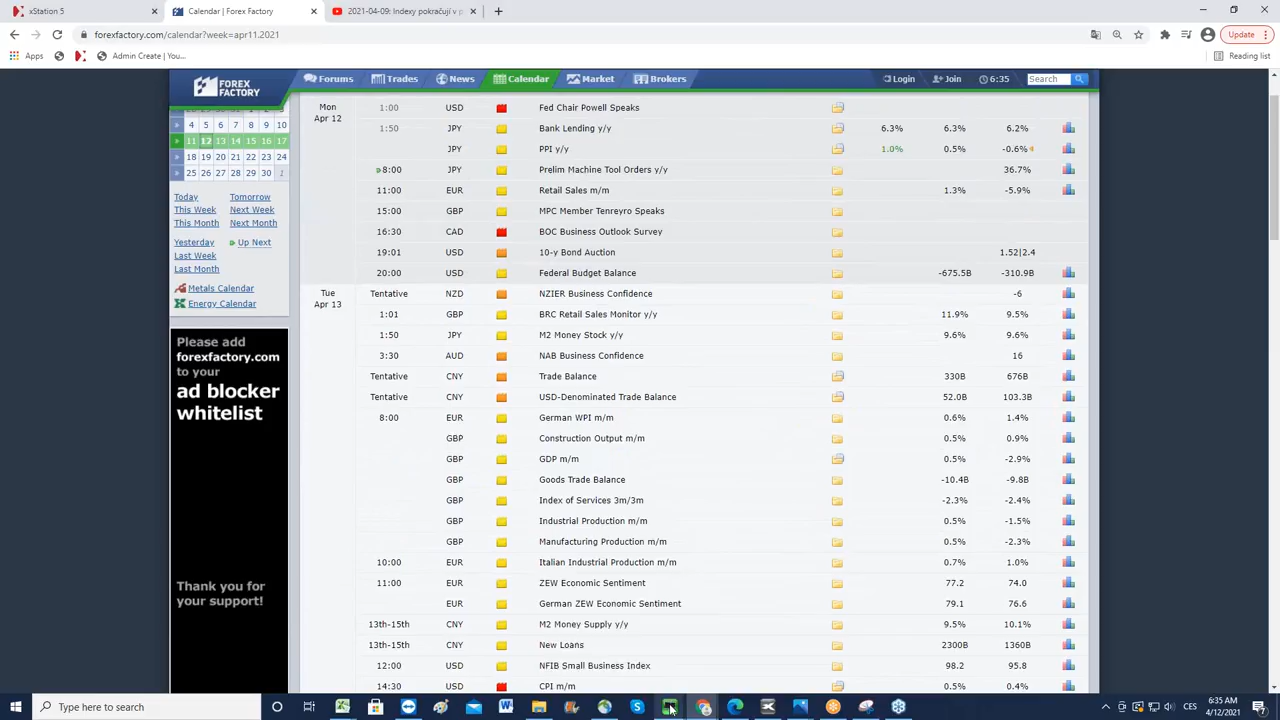 xStation 5
Calendar | Forex Factory
2021-04-09: Indexy pokračují v p
forexfactory.com/calendar?week=apr11.2021
Update
Apps
Admin Create | You...
Reading list
FOREX FACTORY
Forums
Trades
News
Calendar
Market
Brokers
Login
Join
6:35
Search
4 5 6 7 8 9 10
11 12 13 14 15 16 17
18 19 20 21 22 23 24
25 26 27 28 29 30 1
Today Tomorrow
This Week Next Week
This Month Next Month
Yesterday Up Next
Last Week
Last Month
Metals Calendar
Energy Calendar
Please add
forexfactory.com
to your
ad blocker
whitelist
Thank you for
your support!
Mon
Apr 12
1:00 USD Fed Chair Powell Speaks
1:50 JPY Bank Lending y/y 6.3% 6.3% 6.2%
JPY PPI y/y 1.0% 0.5% -0.6%
8:00 JPY Prelim Machine Tool Orders y/y 36.7%
11:00 EUR Retail Sales m/m 1.3% -5.9%
15:00 GBP MPC Member Tenreyro Speaks
16:30 CAD BOC Business Outlook Survey
19:01 USD 10-y Bond Auction 1.52|2.4
20:00 USD Federal Budget Balance -675.5B -310.9B
Tue
Apr 13
Tentative NZD NZIER Business Confidence -6
1:01 GBP BRC Retail Sales Monitor y/y 11.9% 9.5%
1:50 JPY M2 Money Stock y/y 9.6% 9.6%
3:30 AUD NAB Business Confidence 16
Tentative CNY Trade Balance 330B 676B
Tentative CNY USD-Denominated Trade Balance 52.0B 103.3B
8:00 EUR German WPI m/m 0.6% 1.4%
GBP Construction Output m/m 0.5% 0.9%
GBP GDP m/m 0.5% -2.9%
GBP Goods Trade Balance -10.4B -9.8B
GBP Index of Services 3m/3m -2.3% -2.4%
GBP Industrial Production m/m 0.5% -1.5%
GBP Manufacturing Production m/m 0.5% -2.3%
10:00 EUR Italian Industrial Production m/m 0.7% 1.0%
11:00 EUR ZEW Economic Sentiment 77.2 74.0
EUR German ZEW Economic Sentiment 79.1 76.6
13th-15th CNY M2 Money Supply y/y 9.5% 10.1%
13th-15th CNY New Loans 2300B 1360B
12:00 USD NFIB Small Business Index 98.2 95.8
14:30 USD CPI m/m 0.5% 0.4%
Type here to search
CES
6:35 AM
4/12/2021